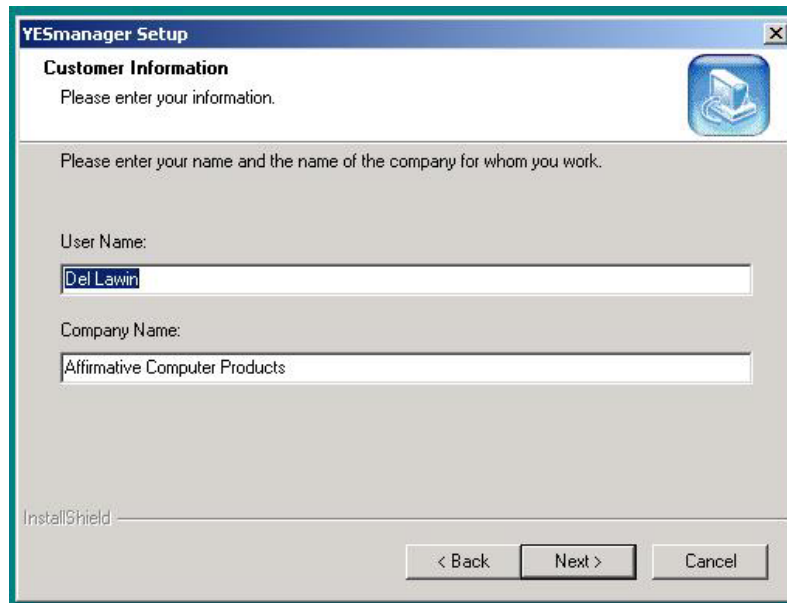 YESmanager Setup
Customer Information
Please enter your information.
Please enter your name and the name of the company for whom you work.
User Name:
Del Lawin
Company Name:
Affirmative Computer Products
InstallShield
< Back Next > Cancel